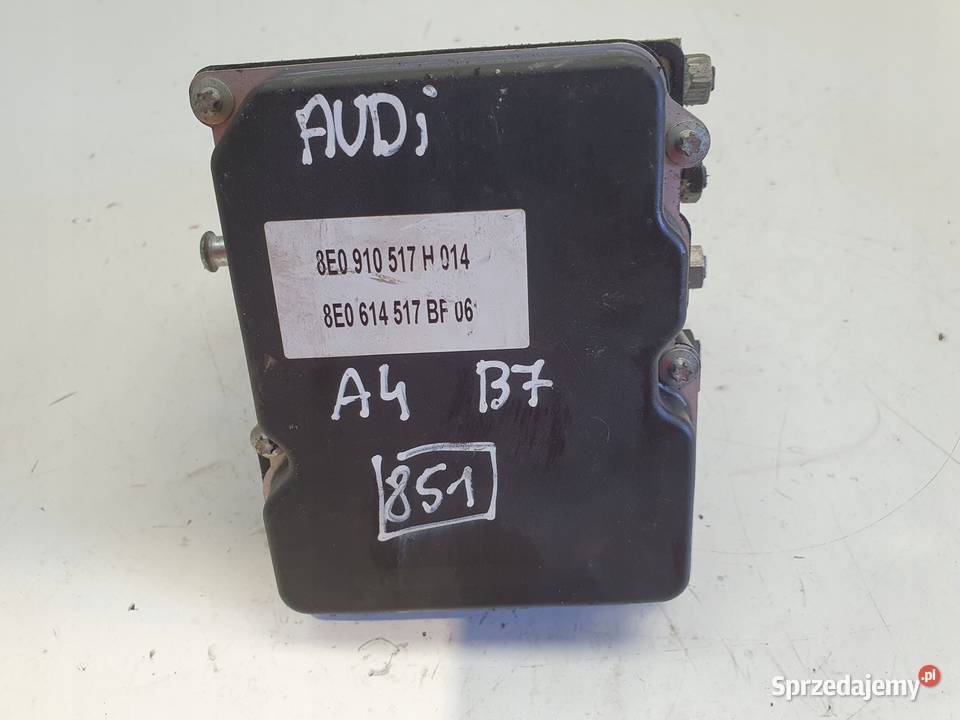 AUDi
8E0 910 517 H 014
8E0 614 517 BF 06
A4 B7
851
Sprzedajemy.pl